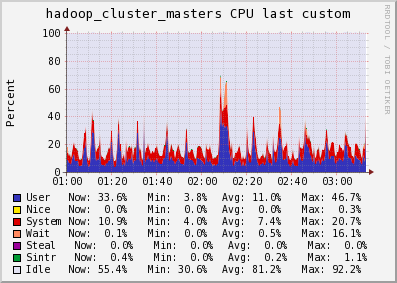 hadoop_cluster_masters CPU last custom
RRDTOOL / TOBI OETIKER
Percent
100
80
60
40
20
0
01:00 01:20 01:40 02:00 02:20 02:40 03:00
User Now: 33.6% Min: 3.8% Avg: 11.0% Max: 46.7%
Nice Now: 0.0% Min: 0.0% Avg: 0.0% Max: 0.3%
System Now: 10.9% Min: 4.0% Avg: 7.4% Max: 20.7%
Wait Now: 0.1% Min: 0.0% Avg: 0.5% Max: 16.1%
Steal Now: 0.0% Min: 0.0% Avg: 0.0% Max: 0.0%
Sintr Now: 0.4% Min: 0.0% Avg: 0.2% Max: 1.1%
Idle Now: 55.4% Min: 30.6% Avg: 81.2% Max: 92.2%